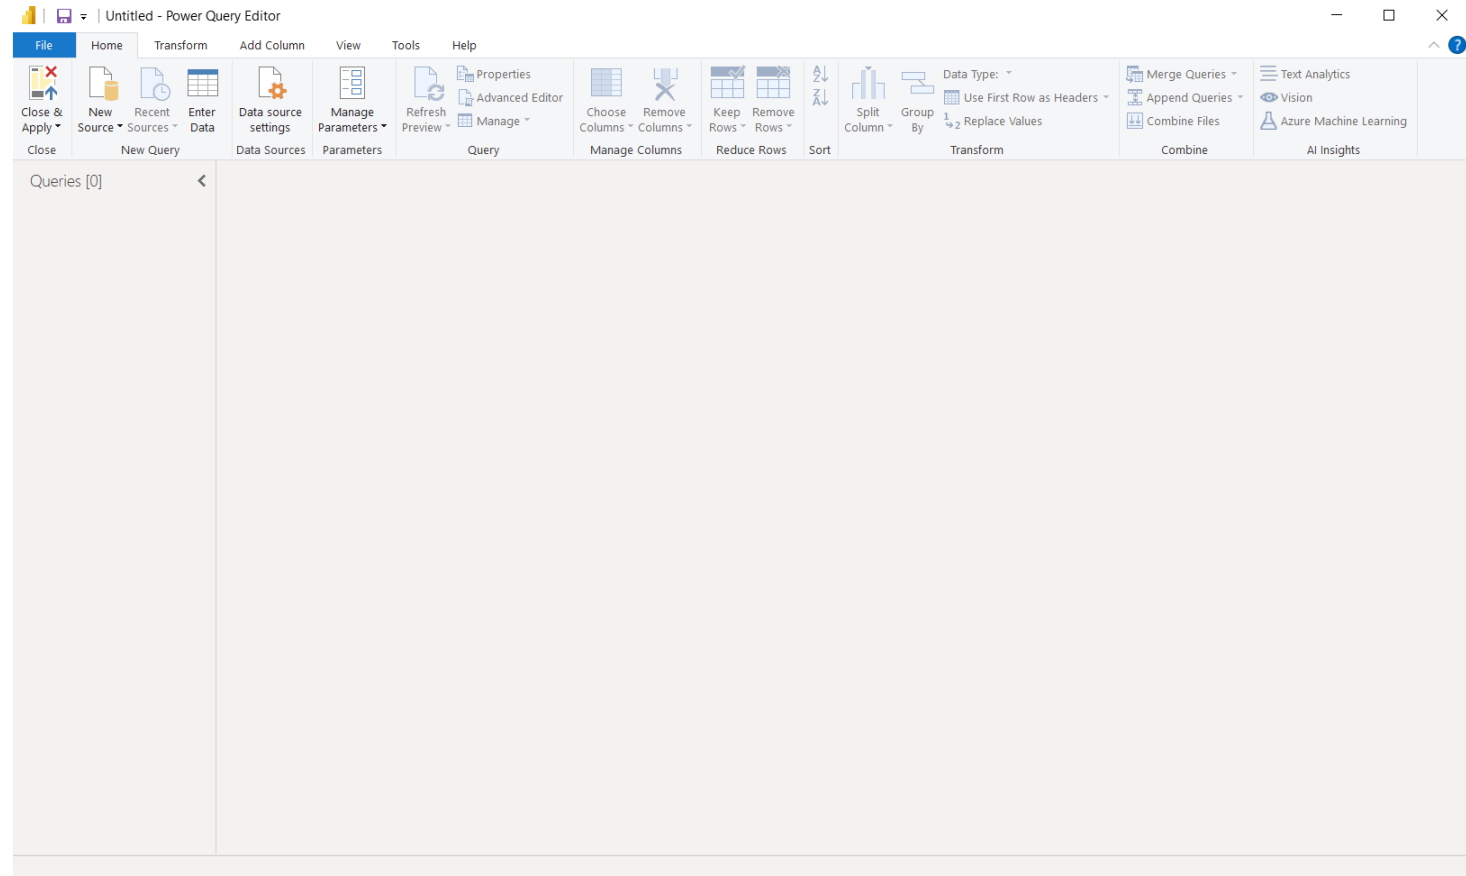 Untitled - Power Query Editor
File Home Transform Add Column View Tools Help
?
Close & Apply
New Source
Recent Sources
Enter Data
Data source settings
Manage Parameters
Refresh Preview
Properties
Advanced Editor
Manage
Choose Columns
Remove Columns
Keep Rows
Remove Rows
A
Z
Z
A
Split Column
Group By
Data Type:
Use First Row as Headers
1
2
Replace Values
Merge Queries
Append Queries
Combine Files
Text Analytics
Vision
Azure Machine Learning
Close
New Query
Data Sources
Parameters
Query
Manage Columns
Reduce Rows
Sort
Transform
Combine
AI Insights
Queries [0]